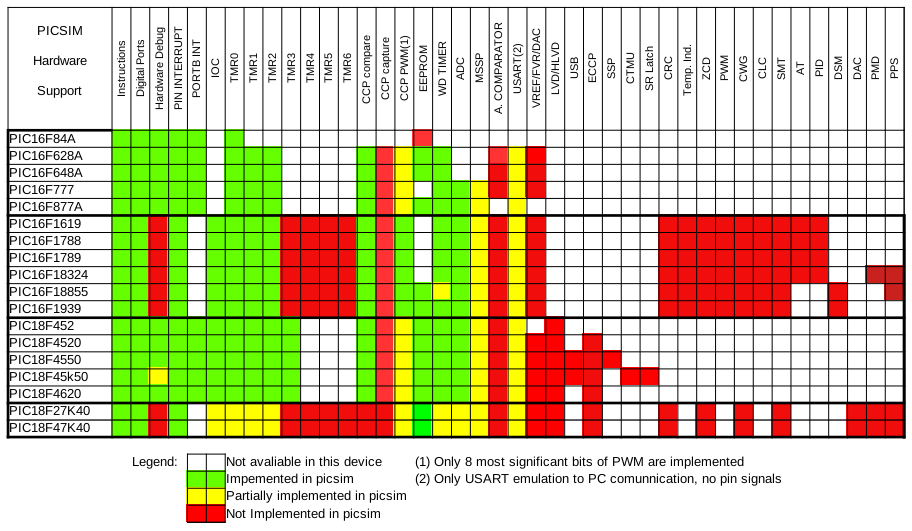 PICSIM
Hardware
Support
Instructions
Digital Ports
Hardware Debug
PIN INTERRUPT
PORTB INT
IOC
TMR0
TMR1
TMR2
TMR3
TMR4
TMR5
TMR6
CCP compare
CCP capture
CCP PWM(1)
EEPROM
WD TIMER
ADC
MSSP
A. COMPARATOR
USART(2)
VREF/FVR/DAC
LVD/HLVD
USB
ECCP
SSP
CTMU
SR Latch
CRC
Temp. Ind.
ZCD
PWM
CWG
CLC
SMT
AT
PID
DSM
DAC
PMD
PPS
PIC16F84A
PIC16F628A
PIC16F648A
PIC16F777
PIC16F877A
PIC16F1619
PIC16F1788
PIC16F1789
PIC16F18324
PIC16F18855
PIC16F1939
PIC18F452
PIC18F4520
PIC18F4550
PIC18F45k50
PIC18F4620
PIC18F27K40
PIC18F47K40
Legend: Not avaliable in this device (1) Only 8 most significant bits of PWM are implemented
Impemented in picsim (2) Only USART emulation to PC comunnication, no pin signals
Partially implemented in picsim
Not Implemented in picsim